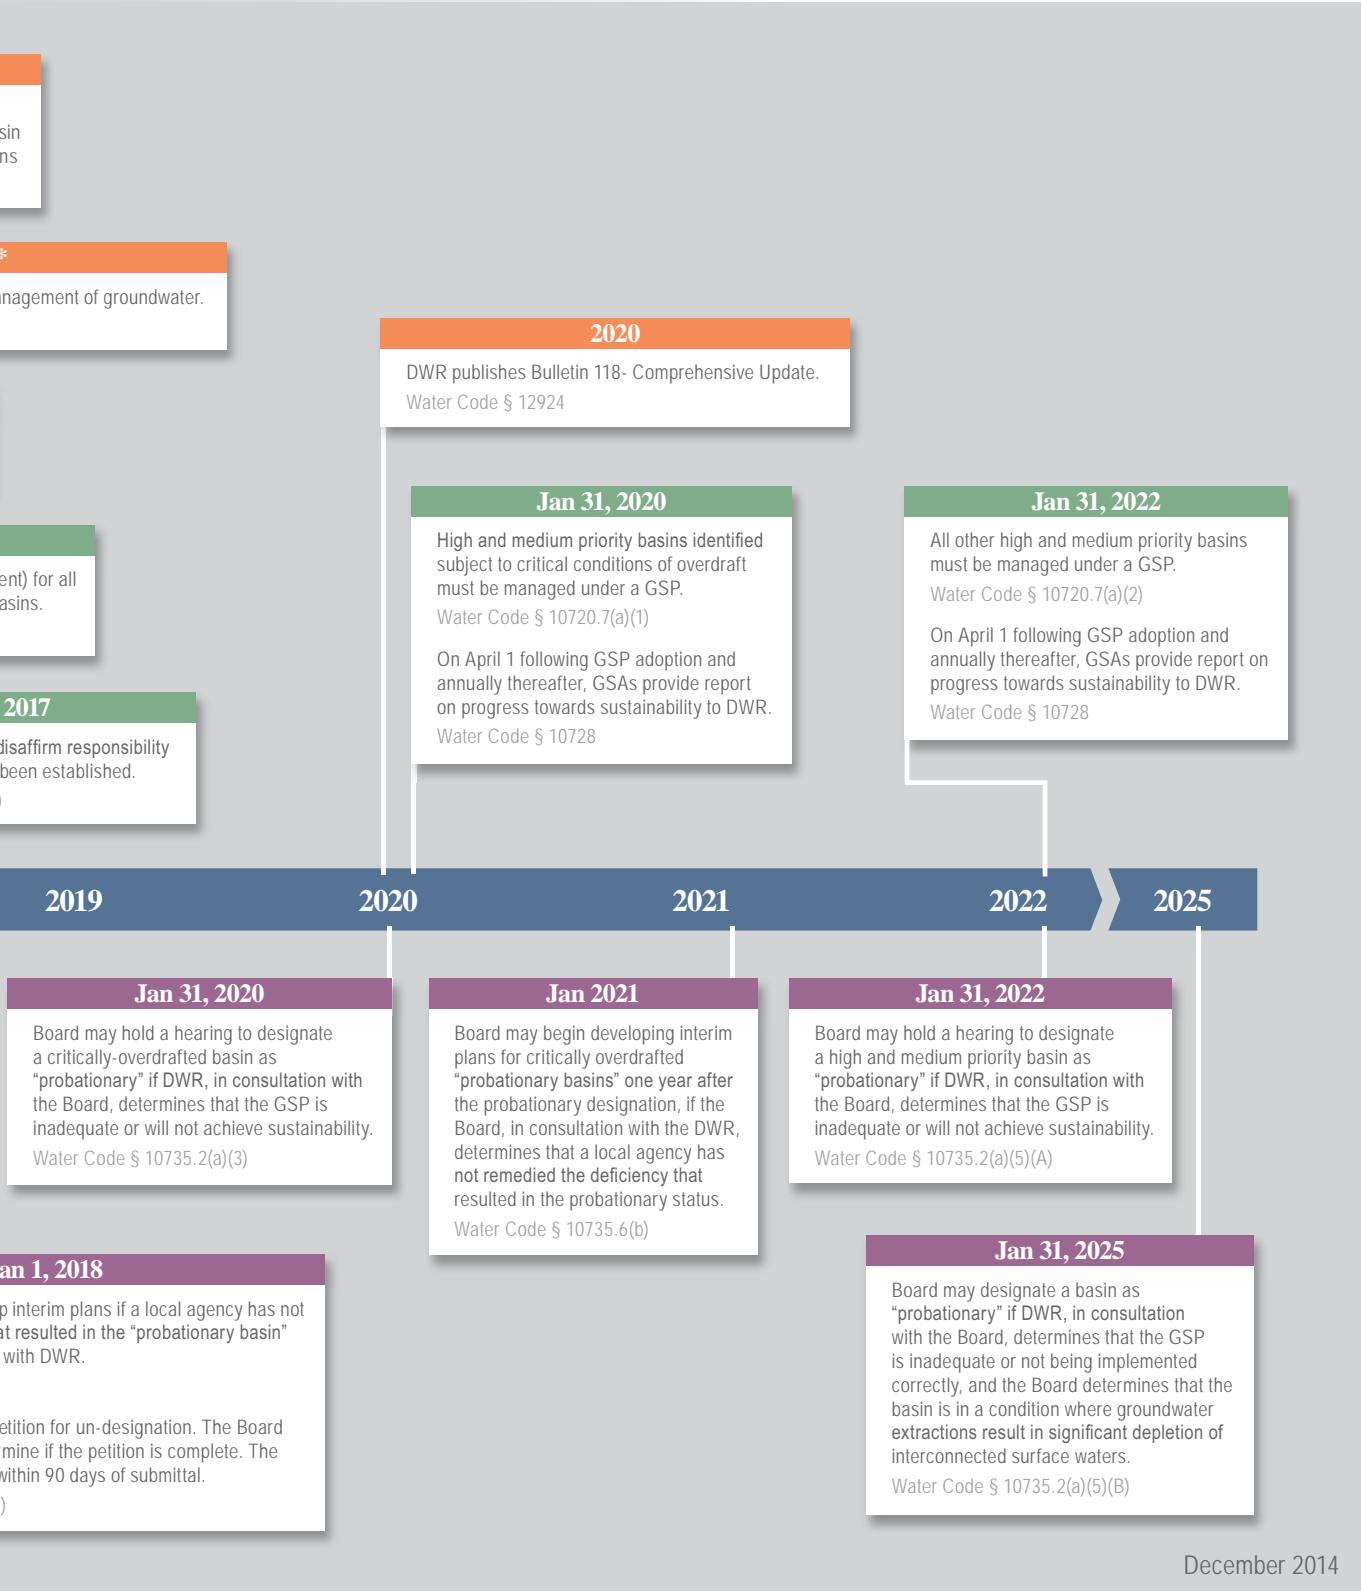 sin
ns
*
nagement of groundwater.
2020
DWR publishes Bulletin 118- Comprehensive Update.
Water Code § 12924
ent) for all
asins.
Jan 31, 2020
High and medium priority basins identified
subject to critical conditions of overdraft
must be managed under a GSP.
Water Code § 10720.7(a)(1)
On April 1 following GSP adoption and
annually thereafter, GSAs provide report
on progress towards sustainability to DWR.
Water Code § 10728
Jan 31, 2022
All other high and medium priority basins
must be managed under a GSP.
Water Code § 10720.7(a)(2)
On April 1 following GSP adoption and
annually thereafter, GSAs provide report on
progress towards sustainability to DWR.
Water Code § 10728
2017
disaffirm responsibility
been established.
)
2019
2020
2021
2022
2025
Jan 31, 2020
Board may hold a hearing to designate
a critically-overdrafted basin as
“probationary” if DWR, in consultation with
the Board, determines that the GSP is
inadequate or will not achieve sustainability.
Water Code § 10735.2(a)(3)
Jan 2021
Board may begin developing interim
plans for critically overdrafted
“probationary basins” one year after
the probationary designation, if the
Board, in consultation with the DWR,
determines that a local agency has
not remedied the deficiency that
resulted in the probationary status.
Water Code § 10735.6(b)
Jan 31, 2022
Board may hold a hearing to designate
a high and medium priority basin as
“probationary” if DWR, in consultation with
the Board, determines that the GSP is
inadequate or will not achieve sustainability.
Water Code § 10735.2(a)(5)(A)
an 1, 2018
p interim plans if a local agency has not
at resulted in the “probationary basin”
with DWR.
etition for un-designation. The Board
rmine if the petition is complete. The
within 90 days of submittal.
)
Jan 31, 2025
Board may designate a basin as
“probationary” if DWR, in consultation
with the Board, determines that the GSP
is inadequate or not being implemented
correctly, and the Board determines that the
basin is in a condition where groundwater
extractions result in significant depletion of
interconnected surface waters.
Water Code § 10735.2(a)(5)(B)
December 2014